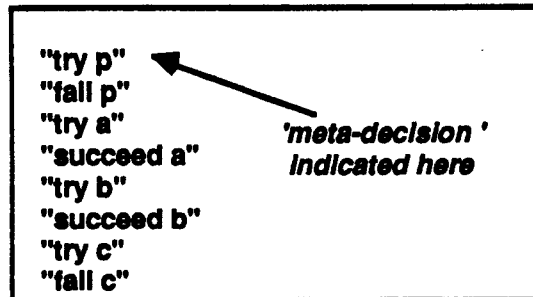 "try p"
"fail p"
"try a"
"succeed a"
"try b"
"succeed b"
"try c"
"fail c"
'meta-decision '
indicated here